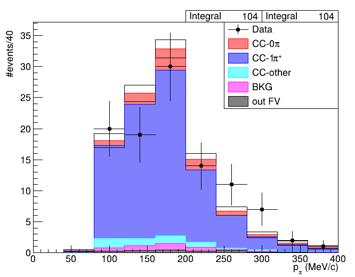 Integral 104 Integral 104
Data
CC-0π
CC-1π⁺
CC-other
BKG
out FV
#events/40
35
30
25
20
15
10
5
0
0 50 100 150 200 250 300 350 400
pπ (MeV/c)